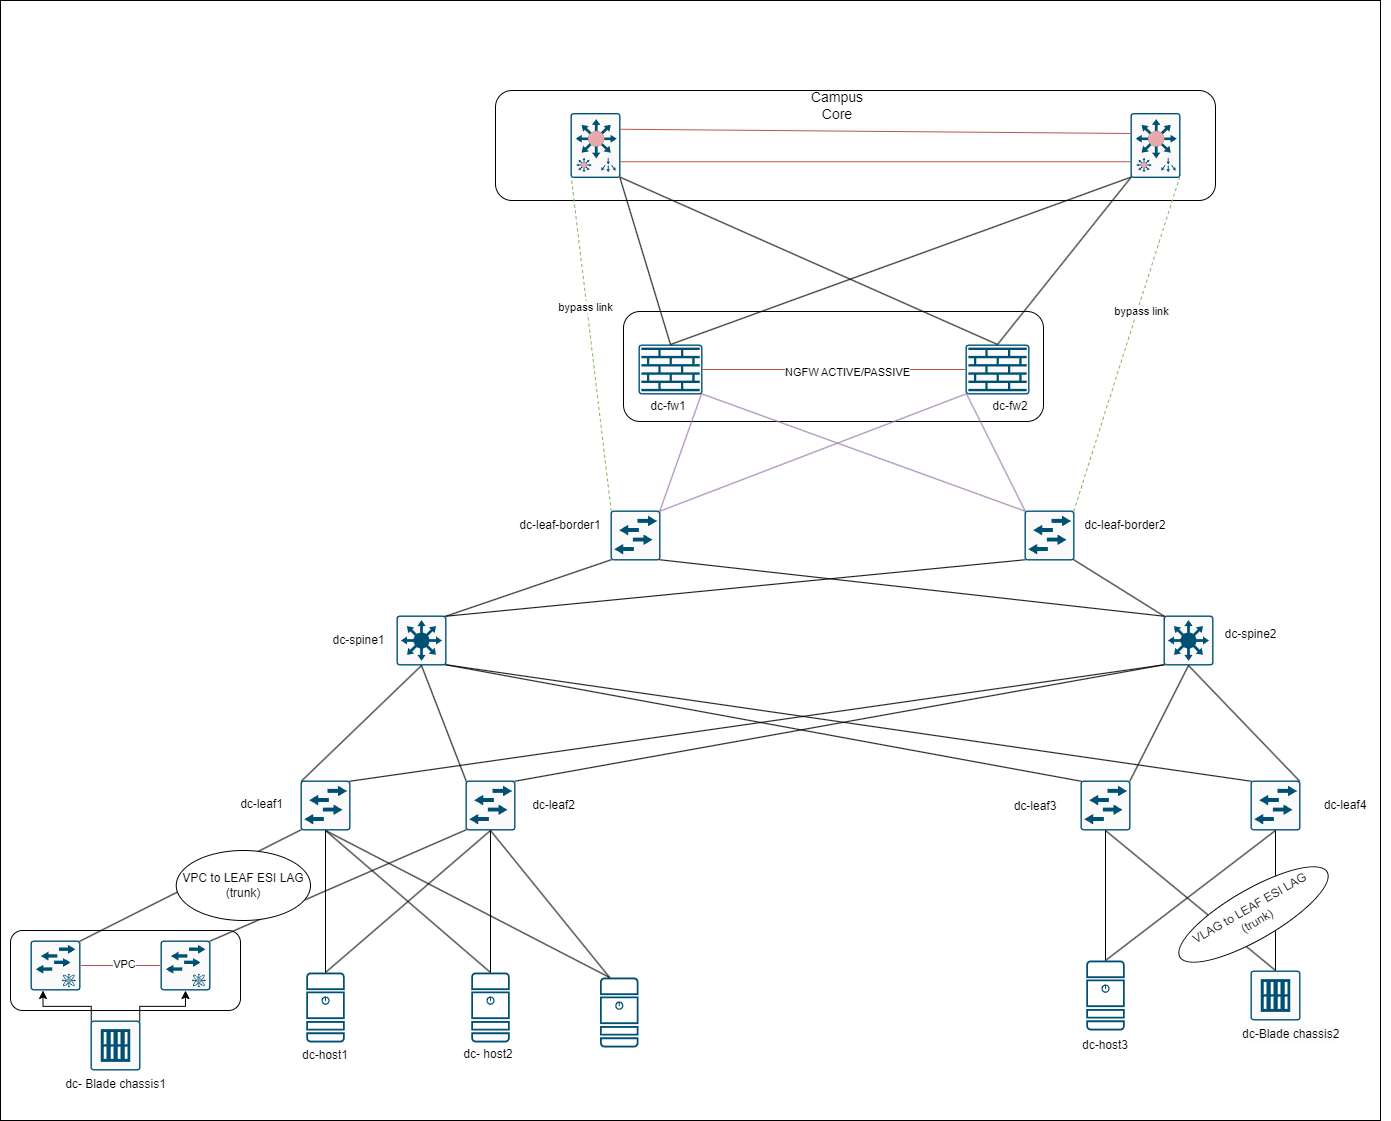 Campus
Core
bypass link
bypass link
NGFW ACTIVE/PASSIVE
dc-fw1
dc-fw2
dc-leaf-border1
dc-leaf-border2
dc-spine1
dc-spine2
dc-leaf1
dc-leaf2
dc-leaf3
dc-leaf4
VPC to LEAF ESI LAG
(trunk)
VLAG to LEAF ESI LAG
(trunk)
VPC
dc-host1
dc- host2
dc-host3
dc-Blade chassis2
dc- Blade chassis1